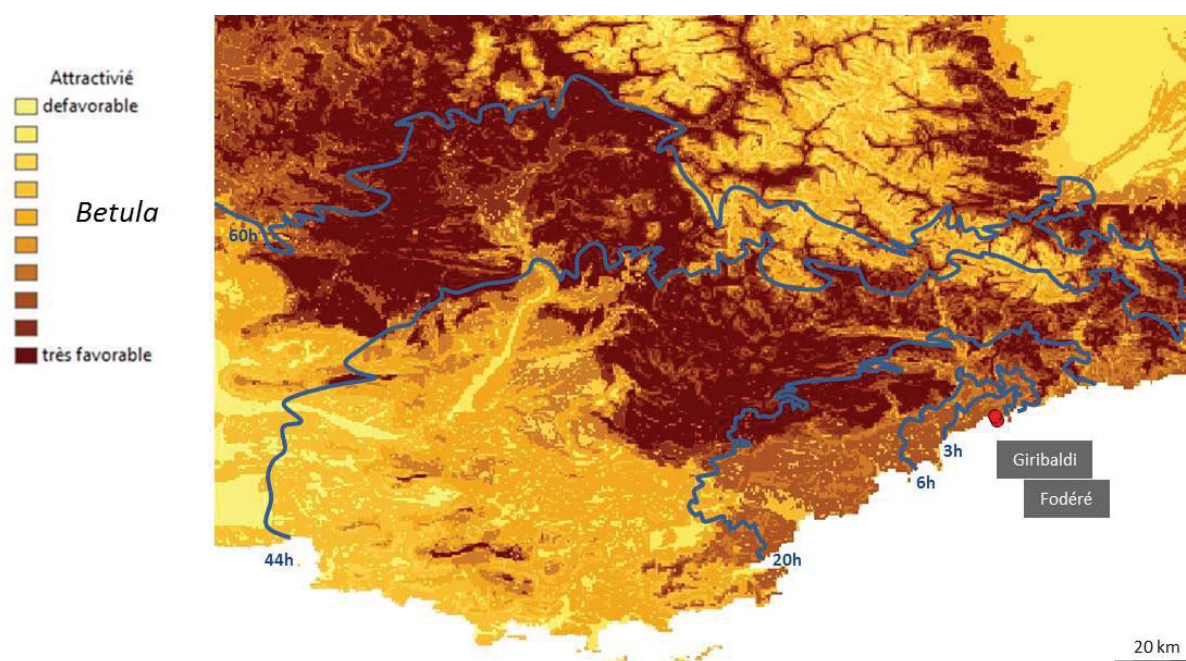 Attractivié
defavorable
Betula
très favorable
60h
44h
20h
6h
3h
Giribaldi
Fodéré
20 km